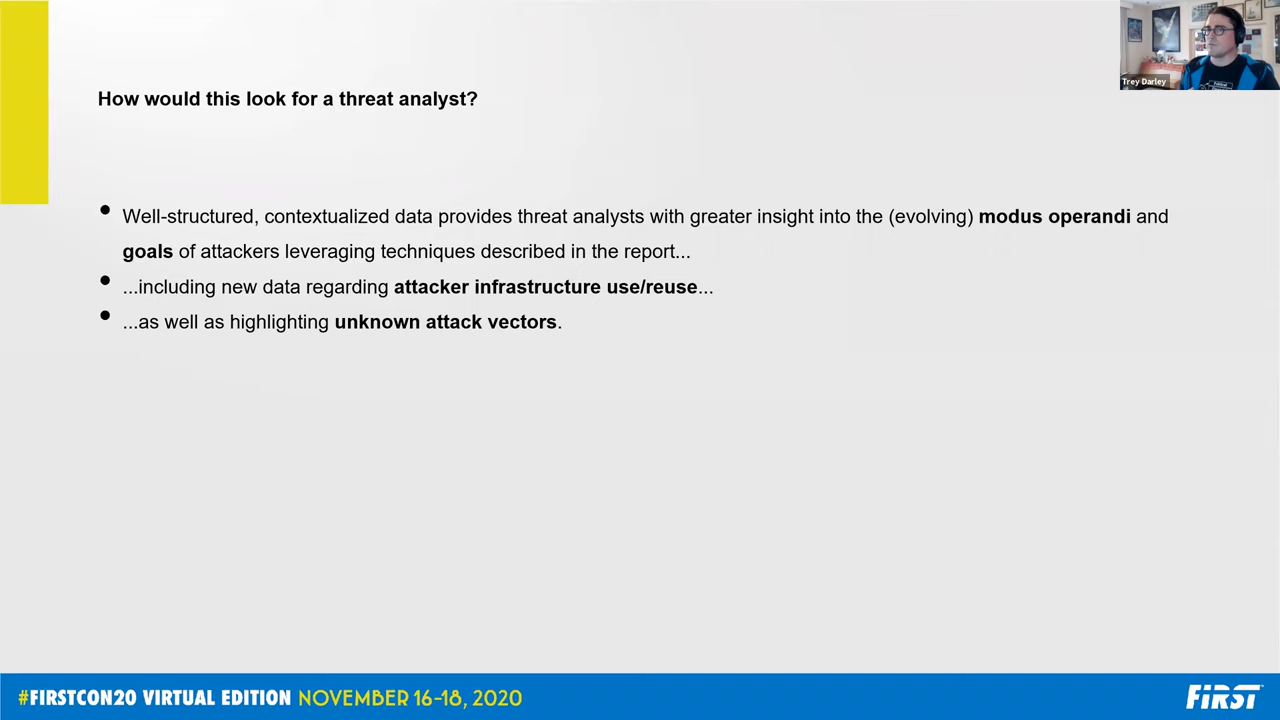 Trey Darley
How would this look for a threat analyst?
• Well-structured, contextualized data provides threat analysts with greater insight into the (evolving) modus operandi and
goals of attackers leveraging techniques described in the report...
• ...including new data regarding attacker infrastructure use/reuse...
• ...as well as highlighting unknown attack vectors.
#FIRSTCON20 VIRTUAL EDITION NOVEMBER 16-18, 2020
FIRST